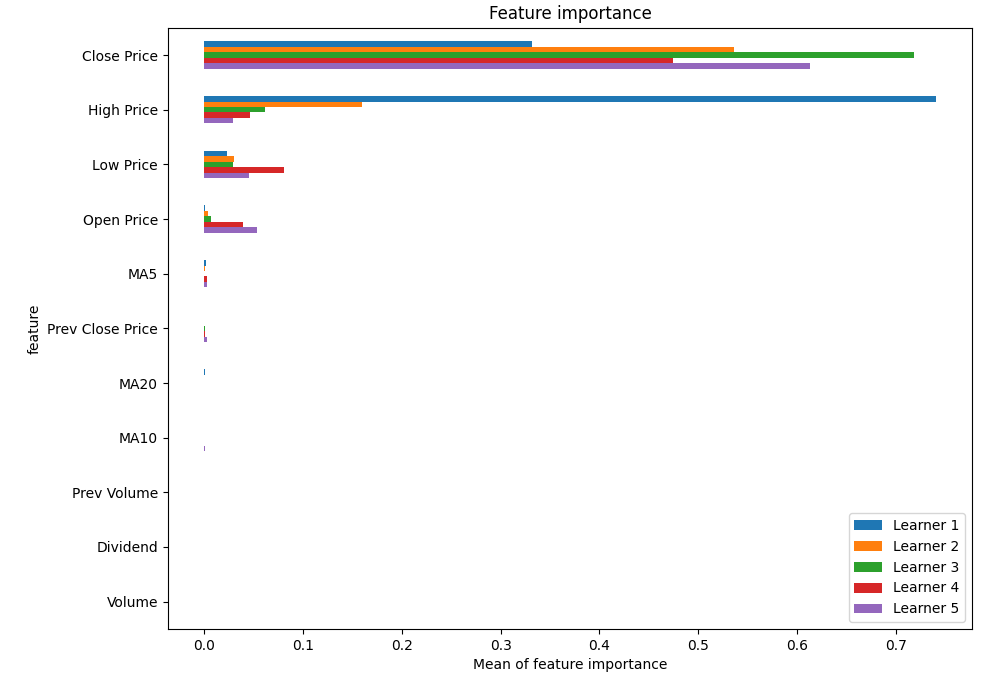 Feature importance
feature
Close Price
High Price
Low Price
Open Price
MA5
Prev Close Price
MA20
MA10
Prev Volume
Dividend
Volume
Learner 1
Learner 2
Learner 3
Learner 4
Learner 5
0.0 0.1 0.2 0.3 0.4 0.5 0.6 0.7
Mean of feature importance